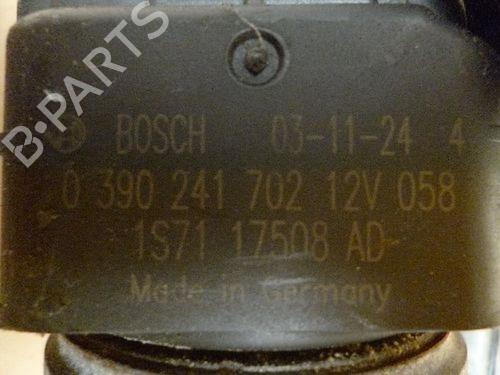 B-PARTS
BOSCH 03-11-24 4
0 390 241 702 12V 058
1S71 17508 AD
Made in Germany